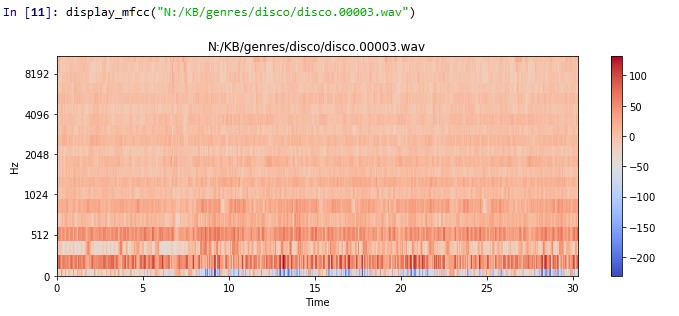 In [11]: display_mfcc("N:/KB/genres/disco/disco.00003.wav")
N:/KB/genres/disco/disco.00003.wav
8192
4096
2048
1024
512
0
Hz
0 5 10 15 20 25 30
Time
100
50
0
−50
−100
−150
−200